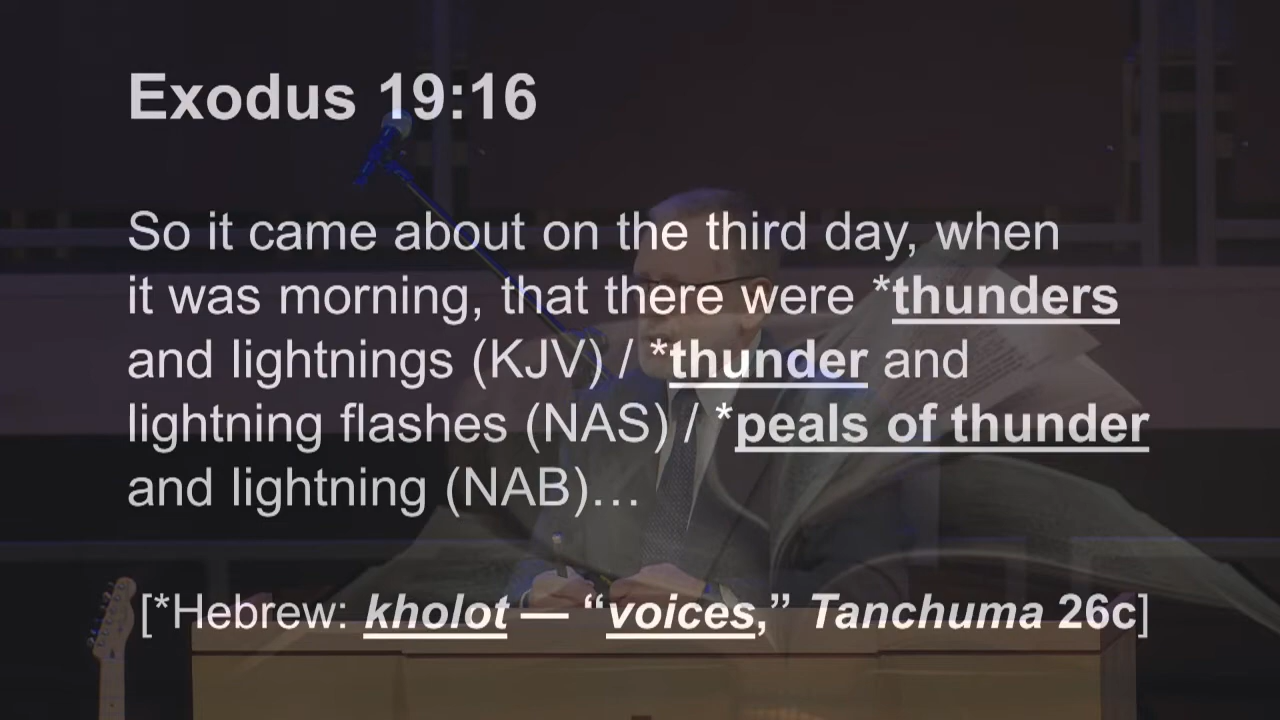 Exodus 19:16
So it came about on the third day, when
it was morning, that there were *thunders
and lightnings (KJV) / *thunder and
lightning flashes (NAS) / *peals of thunder
and lightning (NAB)…
[*Hebrew: kholot — “voices,” Tanchuma 26c]